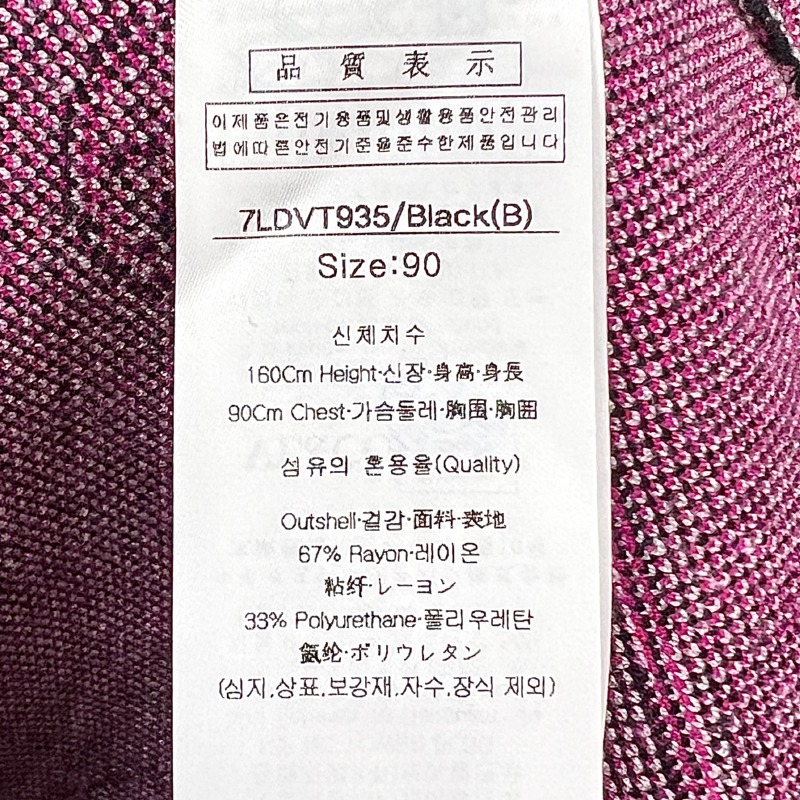 品 質 表 示
이제품은전기용품및생활용품안전관리
법에따른안전기준을준수한제품입니다
7LDVT935/Black(B)
Size:90
신체치수
160Cm Height·신장·身高·身長
90Cm Chest·가슴둘레·胸围·胸囲
섬유의 혼용율(Quality)
Outshell·겉감·面料·表地
67% Rayon·레이온
粘纤·レーヨン
33% Polyurethane·폴리우레탄
氨纶·ポリウレタン
(심지,상표,보강재,자수,장식 제외)